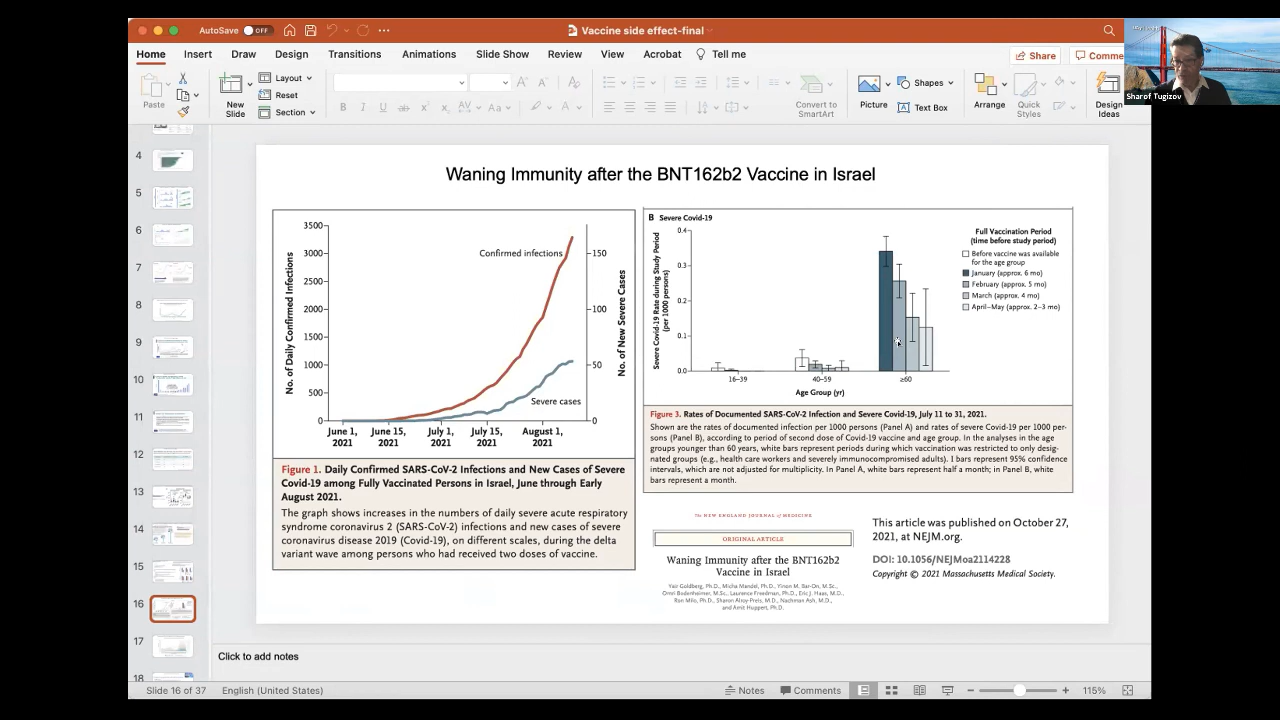 AutoSave OFF
Vaccine side effect-final
Home Insert Draw Design Transitions Animations Slide Show Review View Acrobat Tell me
Share
Comme
Paste
New
Slide
Layout
Reset
Section
Convert to
SmartArt
Picture
Shapes
Text Box
Arrange
Quick
Styles
Design
Ideas
Sharof Tugizov
4
5
6
7
8
9
10
11
12
13
14
15
16
17
18
Waning Immunity after the BNT162b2 Vaccine in Israel
No. of Daily Confirmed Infections
3500
3000
2500
2000
1500
1000
500
0
Confirmed infections
Severe cases
150
100
50
0
No. of New Severe Cases
June 1,
2021
June 15,
2021
July 1,
2021
July 15,
2021
August 1,
2021
Figure 1. Daily Confirmed SARS-CoV-2 Infections and New Cases of Severe
Covid-19 among Fully Vaccinated Persons in Israel, June through Early
August 2021.
The graph shows increases in the numbers of daily severe acute respiratory
syndrome coronavirus 2 (SARS-CoV-2) infections and new cases of severe
coronavirus disease 2019 (Covid-19), on different scales, during the delta
variant wave among persons who had received two doses of vaccine.
B Severe Covid-19
Severe Covid-19 Rate during Study Period
(per 1000 persons)
0.4
0.3
0.2
0.1
0.0
16–39
40–59
≥60
Age Group (yr)
Full Vaccination Period
(time before study period)
Before vaccine was available
for the age group
January (approx. 6 mo)
February (approx. 5 mo)
March (approx. 4 mo)
April–May (approx. 2–3 mo)
Figure 3. Rates of Documented SARS-CoV-2 Infection and Severe Covid-19, July 11 to 31, 2021.
Shown are the rates of documented infection per 1000 persons (Panel A) and rates of severe Covid-19 per 1000 per-
sons (Panel B), according to period of second dose of Covid-19 vaccine and age group. In the analyses in the age
groups younger than 60 years, white bars represent periods during which vaccination was restricted to only desig-
nated groups (e.g., health care workers and severely immunocompromised adults). I bars represent 95% confidence
intervals, which are not adjusted for multiplicity. In Panel A, white bars represent half a month; in Panel B, white
bars represent a month.
The NEW ENGLAND JOURNAL of MEDICINE
ORIGINAL ARTICLE
Waning Immunity after the BNT162b2
Vaccine in Israel
Yair Goldberg, Ph.D., Micha Mandel, Ph.D., Yinon M. Bar-On, M.Sc.,
Omri Bodenheimer, M.Sc., Laurence Freedman, Ph.D., Eric J. Haas, M.D.,
Ron Milo, Ph.D., Sharon Alroy-Preis, M.D., Nachman Ash, M.D.,
and Amit Huppert, Ph.D.
This article was published on October 27,
2021, at NEJM.org.
DOI: 10.1056/NEJMoa2114228
Copyright © 2021 Massachusetts Medical Society.
Click to add notes
Slide 16 of 37
English (United States)
Notes
Comments
115%